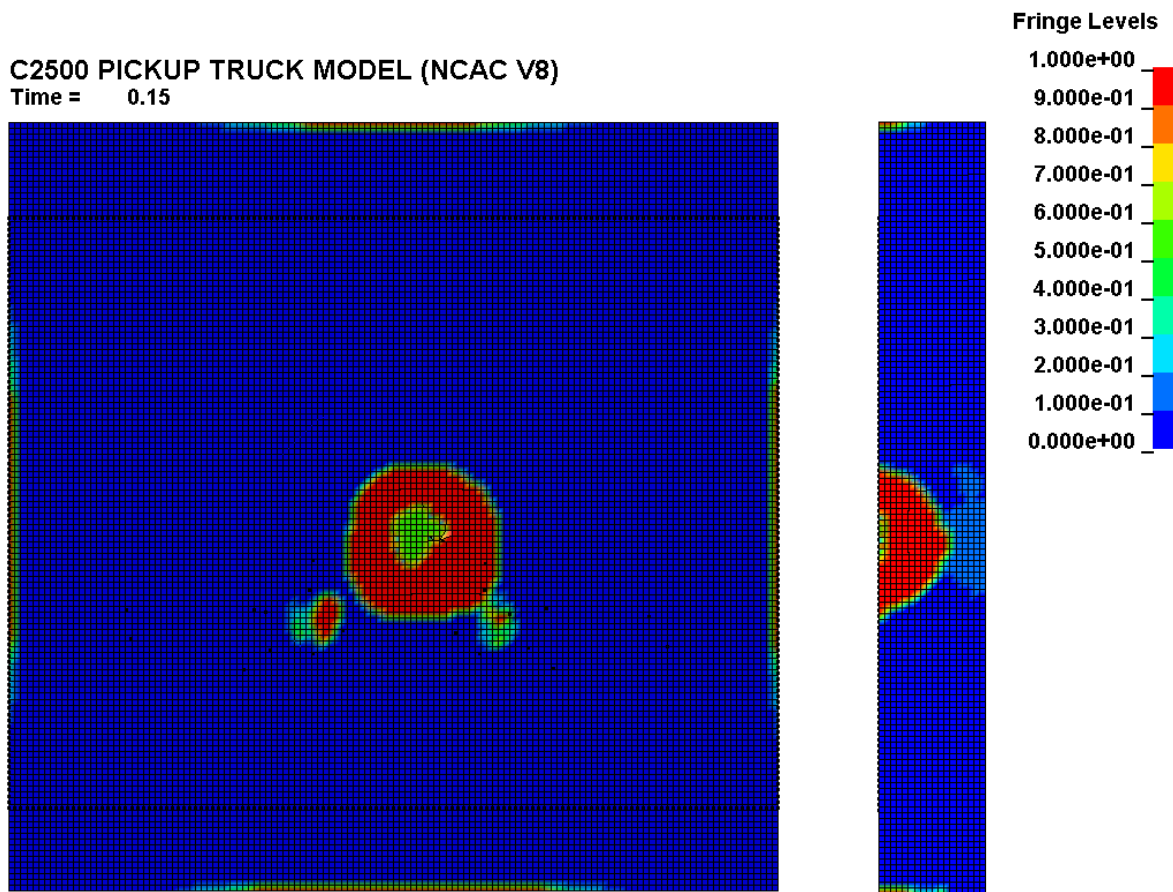 Fringe Levels
C2500 PICKUP TRUCK MODEL (NCAC V8)
Time = 0.15
1.000e+00
9.000e-01
8.000e-01
7.000e-01
6.000e-01
5.000e-01
4.000e-01
3.000e-01
2.000e-01
1.000e-01
0.000e+00